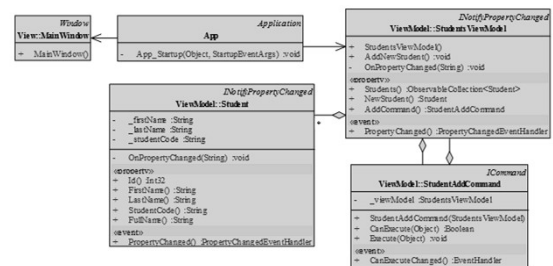 Window
View::MainWindow
+ MainWindow()
Application
App
- App_Startup(Object, StartupEventArgs) :void
INotifyPropertyChanged
ViewModel::StudentsViewModel
+ StudentsViewModel()
+ AddNewStudent() :void
- OnPropertyChanged(String) :void
«property»
+ Students() :ObservableCollection<Student>
+ NewStudent() :Student
+ AddCommand() :StudentAddCommand
«event»
+ PropertyChanged() :PropertyChangedEventHandler
INotifyPropertyChanged
ViewModel::Student
- _firstName :String
- _lastName :String
- _studentCode :String
- OnPropertyChanged(String) :void
«property»
+ Id() :Int32
+ FirstName() :String
+ LastName() :String
+ StudentCode() :String
+ FullName() :String
«event»
+ PropertyChanged() :PropertyChangedEventHandler
*
ICommand
ViewModel::StudentAddCommand
- _viewModel :StudentsViewModel
+ StudentAddCommand(StudentsViewModel)
+ CanExecute(Object) :Boolean
+ Execute(Object) :void
«event»
+ CanExecuteChanged() :EventHandler